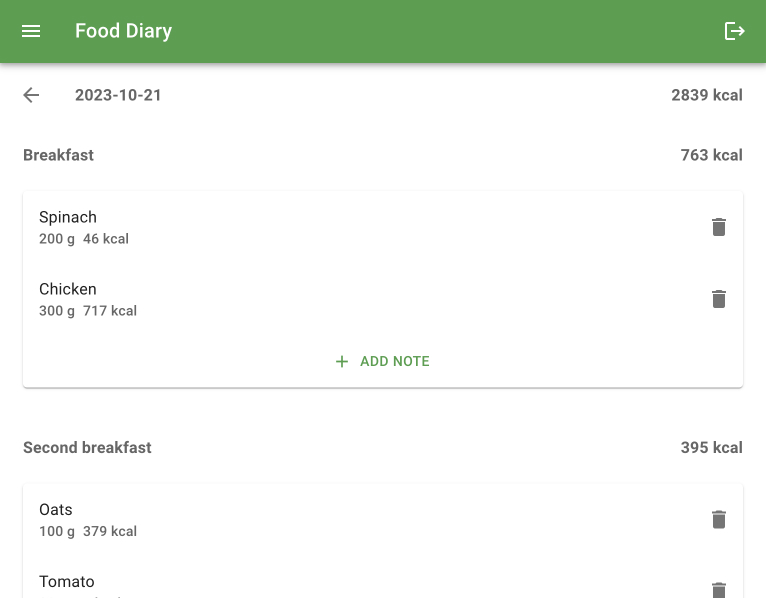 Food Diary
2023-10-21 2839 kcal
Breakfast 763 kcal
Spinach
200 g 46 kcal
Chicken
300 g 717 kcal
ADD NOTE
Second breakfast 395 kcal
Oats
100 g 379 kcal
Tomato